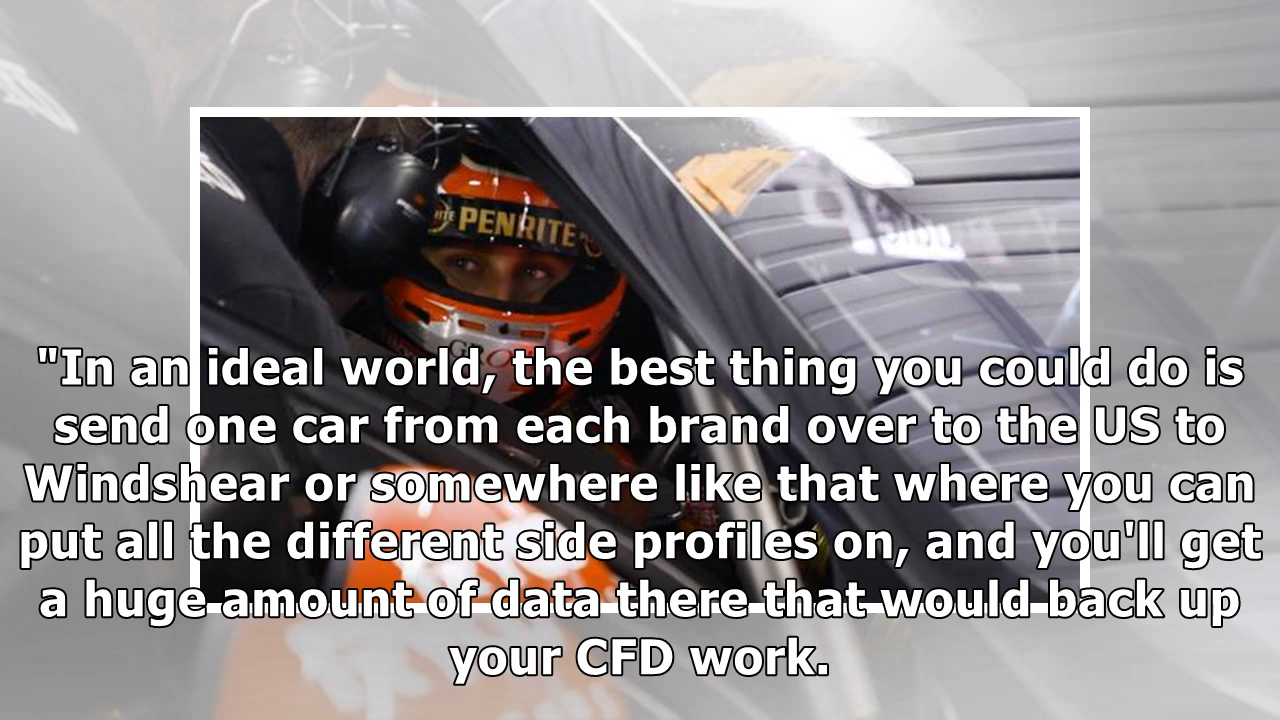 PENRITE
"In an ideal world, the best thing you could do is
send one car from each brand over to the US to
Windshear or somewhere like that where you can
put all the different side profiles on, and you'll get
a huge amount of data there that would back up
your CFD work.